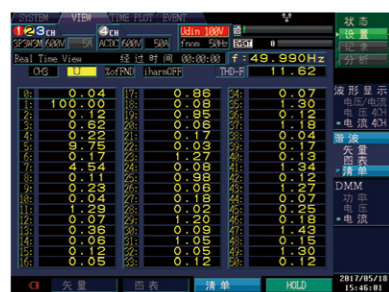 SYSTEM VIEW TIME PLOT EVENT
123CH 4CH Udin 100V
3P3W3M 600V 5A ACDC 600V 50A fnom 50Hz EVENT 0
Real Time View 经过时间 00:00:00 f:49.990Hz
CH3 U %ofFND iharmOFF THD-F 11.62
0: 0.04 17: 0.86 34: 0.07
1: 100.00 18: 0.08 35: 1.30
2: 0.12 19: 0.85 36: 0.12
3: 0.62 20: 0.06 37: 1.18
4: 0.22 21: 0.17 38: 0.04
5: 9.75 22: 0.03 39: 0.17
6: 0.17 23: 1.27 40: 0.13
7: 4.54 24: 0.08 41: 1.34
8: 0.11 25: 0.98 42: 0.12
9: 0.23 26: 0.06 43: 1.27
10: 0.04 27: 0.18 44: 0.07
11: 1.29 28: 0.02 45: 0.25
12: 0.07 29: 1.20 46: 0.18
13: 0.36 30: 47: 1.43
14: 0.06 31: 1.05 48: 0.15
15: 0.12 32: 0.05 49: 1.30
16: 0.05 33: 0.12 50: 0.12
状态
设置
记录
分析
波形显示
电压/电流
电压 4CH
电流 4CH
谐波
矢量
图表
清单
DMM
功率
电压
电流
矢量 图表 清单 HOLD
2017/05/18
15:46:01